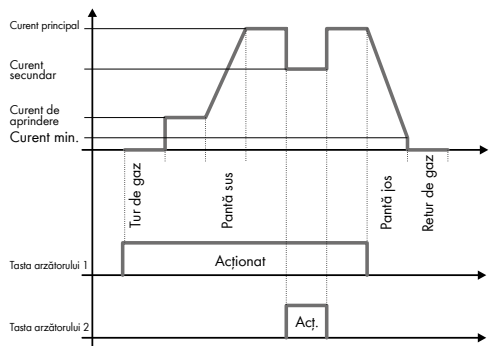 Curent principal
Curent
secundar
Curent de
aprindere
Curent min.
Tur de gaz
Pantă sus
Pantă jos
Retur de gaz
Tasta arzătorului 1
Acționat
Tasta arzătorului 2
Acț.